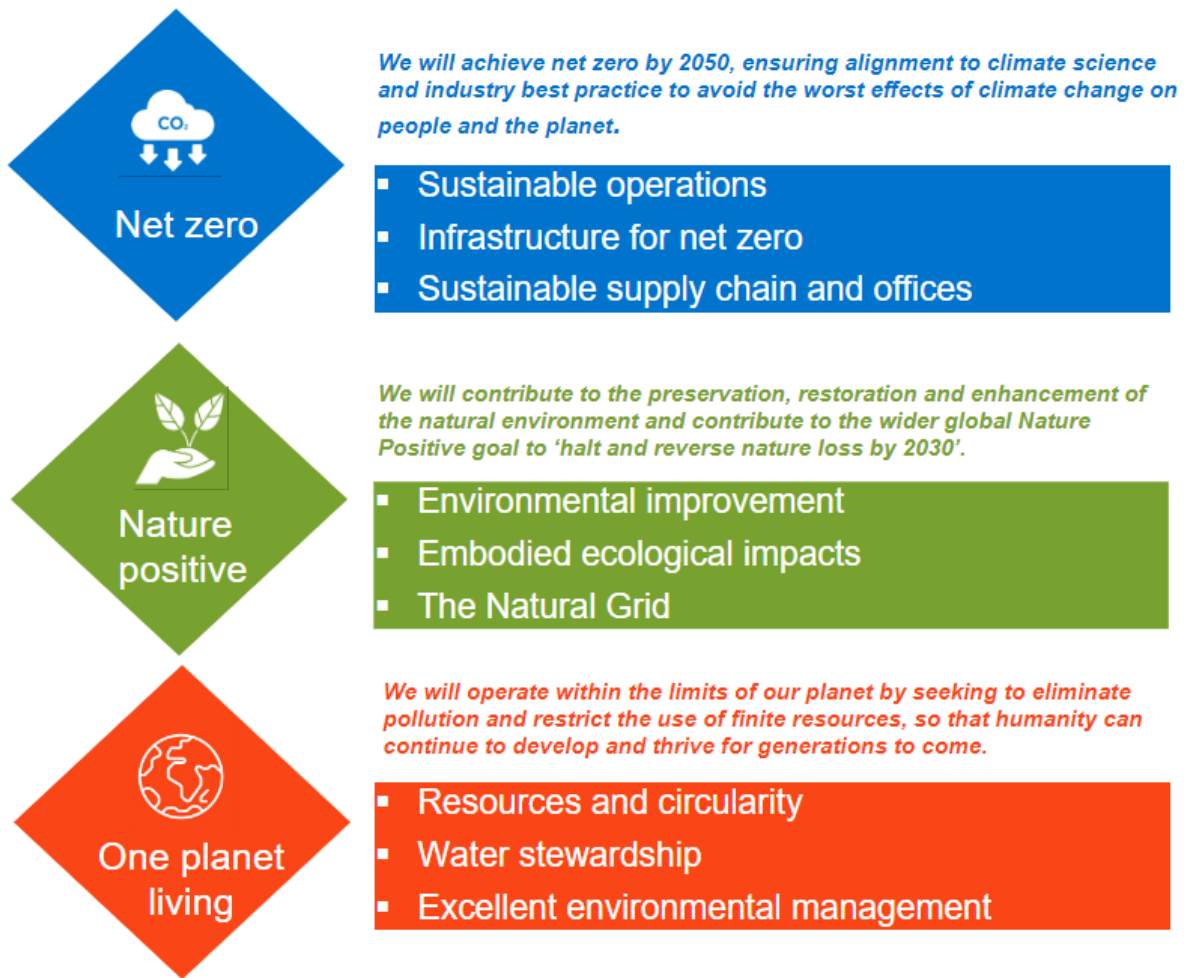 CO₂
Net zero
We will achieve net zero by 2050, ensuring alignment to climate science
and industry best practice to avoid the worst effects of climate change on
people and the planet.
▪ Sustainable operations
▪ Infrastructure for net zero
▪ Sustainable supply chain and offices
Nature
positive
We will contribute to the preservation, restoration and enhancement of
the natural environment and contribute to the wider global Nature
Positive goal to ‘halt and reverse nature loss by 2030’.
▪ Environmental improvement
▪ Embodied ecological impacts
▪ The Natural Grid
One planet
living
We will operate within the limits of our planet by seeking to eliminate
pollution and restrict the use of finite resources, so that humanity can
continue to develop and thrive for generations to come.
▪ Resources and circularity
▪ Water stewardship
▪ Excellent environmental management